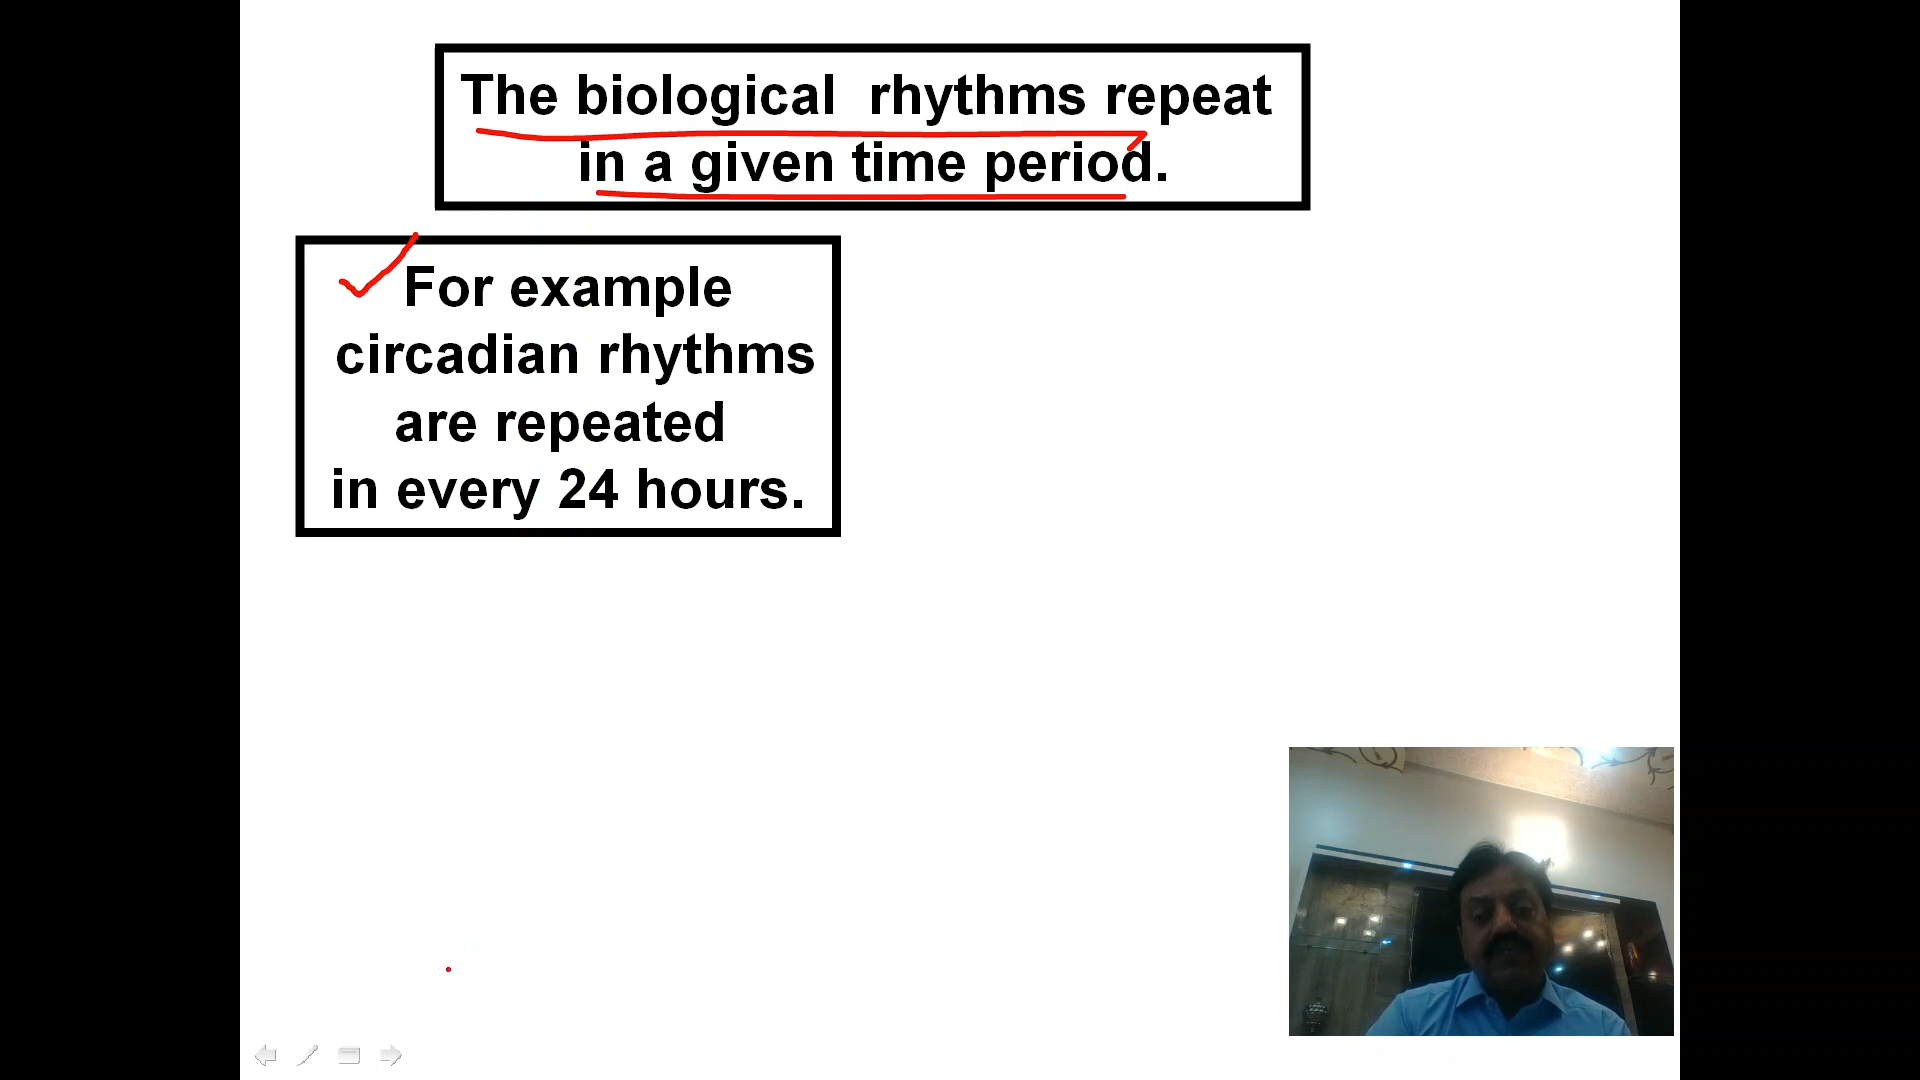 The biological  rhythms repeat
in a given time period.
For example
circadian rhythms
are repeated
in every 24 hours.